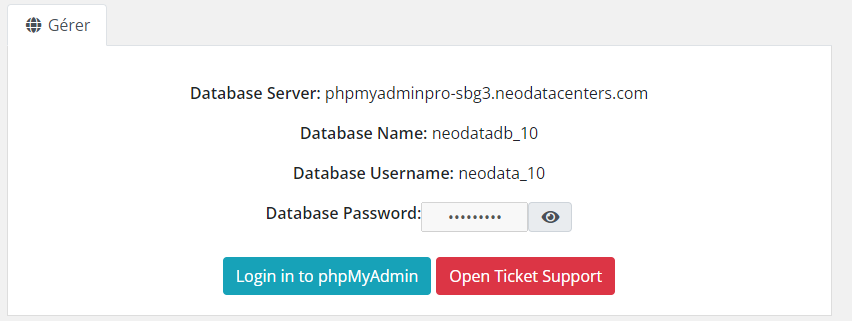 Gérer
Database Server: phpmyadminpro-sbg3.neodatacenters.com
Database Name: neodatadb_10
Database Username: neodata_10
Database Password: •••••••••
Login in to phpMyAdmin Open Ticket Support